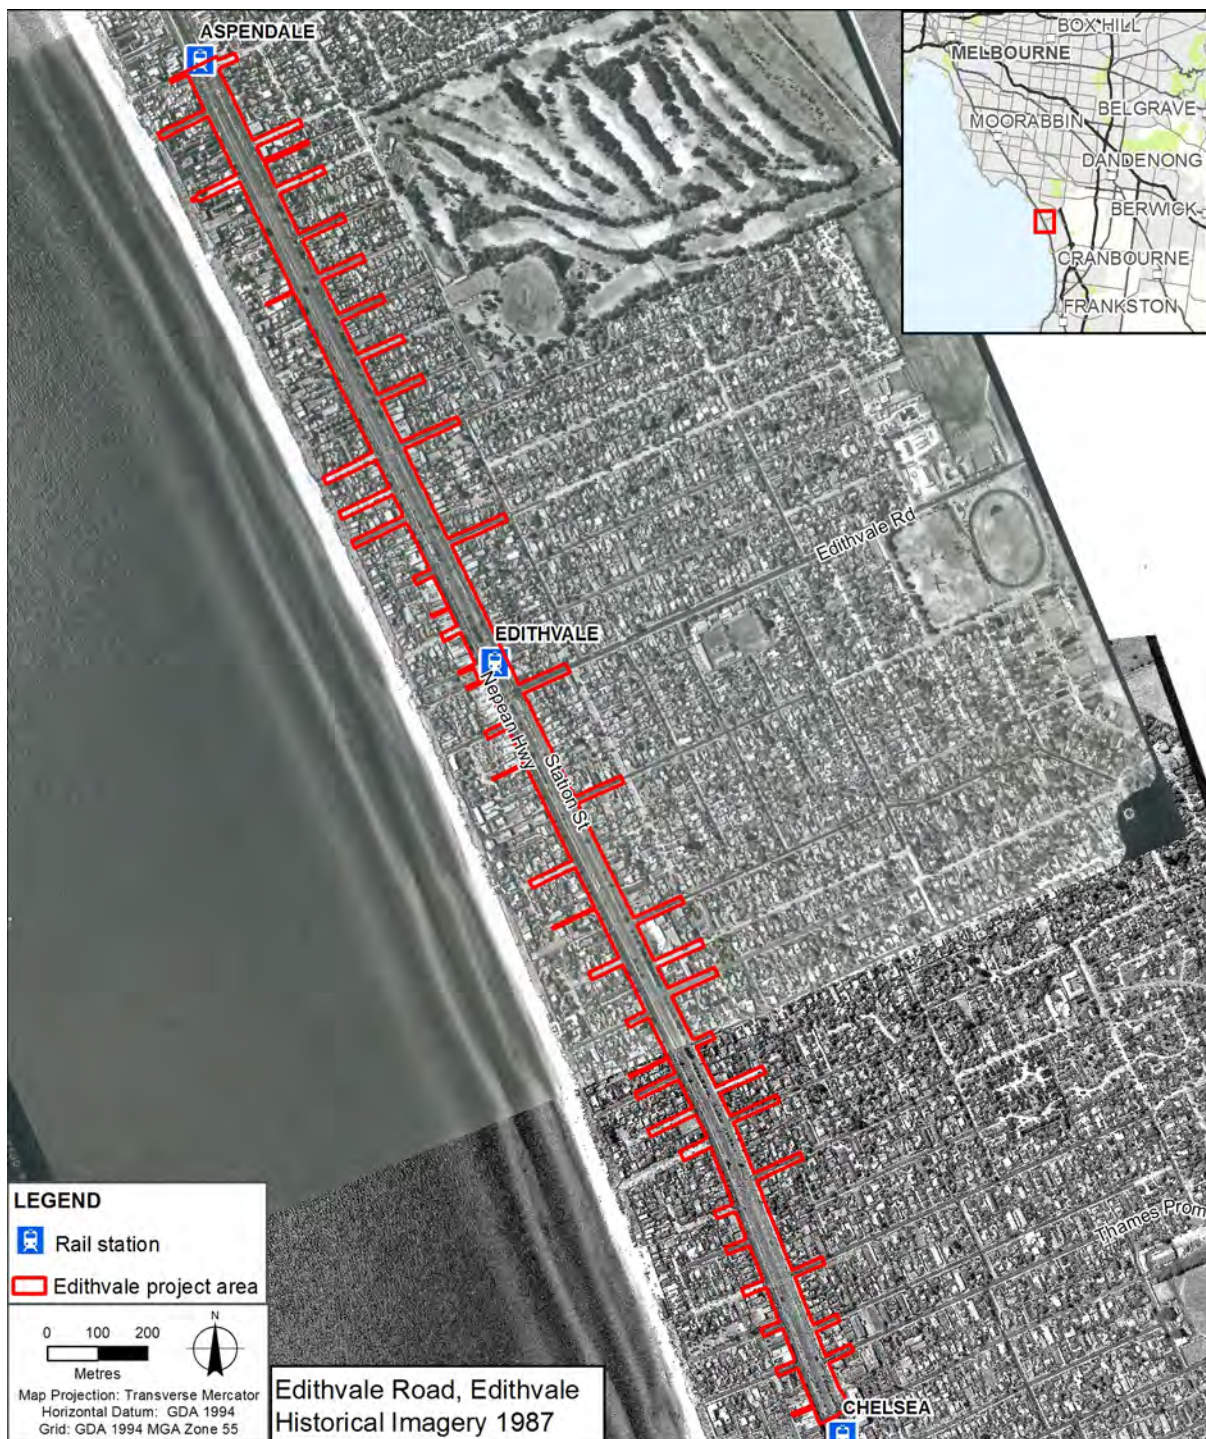 ASPENDALE
BOX HILL
MELBOURNE
BELGRAVE
MOORABBIN
DANDENONG
BERWICK
CRANBOURNE
FRANKSTON
Edithvale Rd
EDITHVALE
Nepean Hwy
Station St
Thames Prom
CHELSEA
LEGEND
Rail station
Edithvale project area
0 100 200
Metres
N
Map Projection: Transverse Mercator
Horizontal Datum: GDA 1994
Grid: GDA 1994 MGA Zone 55
Edithvale Road, Edithvale
Historical Imagery 1987